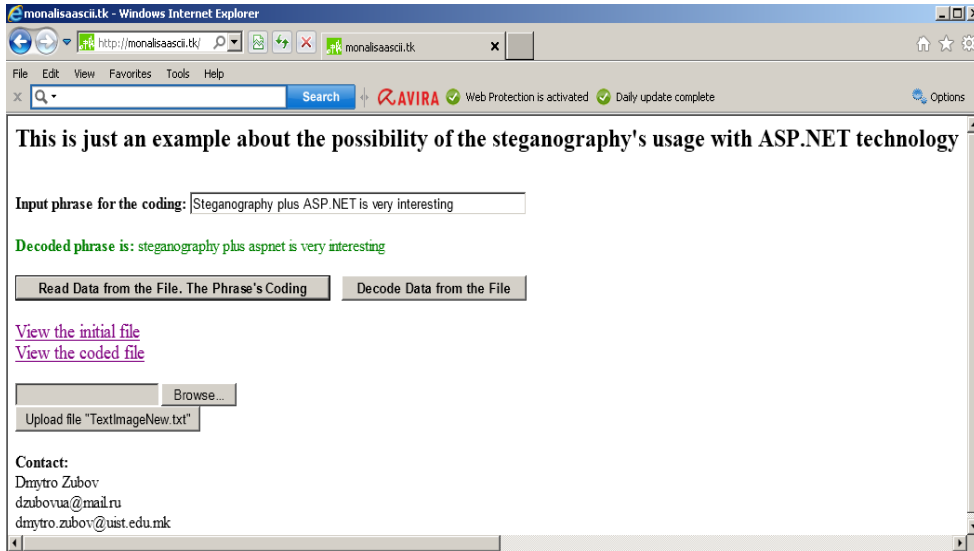 monalisaascii.tk - Windows Internet Explorer
http://monalisaascii.tk/
monalisaascii.tk
File Edit View Favorites Tools Help
Search AVIRA Web Protection is activated Daily update complete Options
This is just an example about the possibility of the steganography's usage with ASP.NET technology
Input phrase for the coding: Steganography plus ASP.NET is very interesting
Decoded phrase is: steganography plus aspnet is very interesting
Read Data from the File. The Phrase's Coding Decode Data from the File
View the initial file
View the coded file
Browse...
Upload file "TextImageNew.txt"
Contact:
Dmytro Zubov
dzubovua@mail.ru
dmytro.zubov@uist.edu.mk